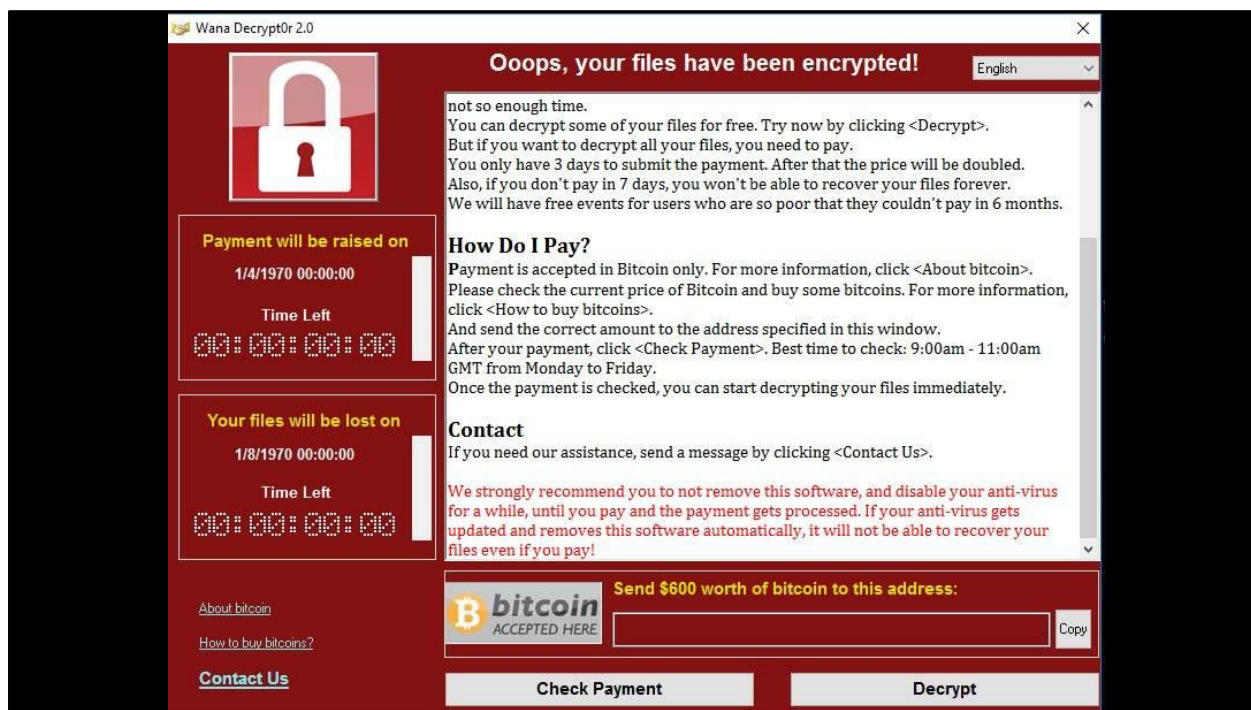 Wana Decrypt0r 2.0
Ooops, your files have been encrypted!
English
not so enough time.
You can decrypt some of your files for free. Try now by clicking <Decrypt>.
But if you want to decrypt all your files, you need to pay.
You only have 3 days to submit the payment. After that the price will be doubled.
Also, if you don't pay in 7 days, you won't be able to recover your files forever.
We will have free events for users who are so poor that they couldn't pay in 6 months.
How Do I Pay?
Payment is accepted in Bitcoin only. For more information, click <About bitcoin>.
Please check the current price of Bitcoin and buy some bitcoins. For more information,
click <How to buy bitcoins>.
And send the correct amount to the address specified in this window.
After your payment, click <Check Payment>. Best time to check: 9:00am - 11:00am
GMT from Monday to Friday.
Once the payment is checked, you can start decrypting your files immediately.
Contact
If you need our assistance, send a message by clicking <Contact Us>.
We strongly recommend you to not remove this software, and disable your anti-virus
for a while, until you pay and the payment gets processed. If your anti-virus gets
updated and removes this software automatically, it will not be able to recover your
files even if you pay!
Payment will be raised on
1/4/1970 00:00:00
Time Left
00:00:00:00
Your files will be lost on
1/8/1970 00:00:00
Time Left
00:00:00:00
About bitcoin
How to buy bitcoins?
Contact Us
bitcoin
ACCEPTED HERE
Send $600 worth of bitcoin to this address:
Copy
Check Payment
Decrypt